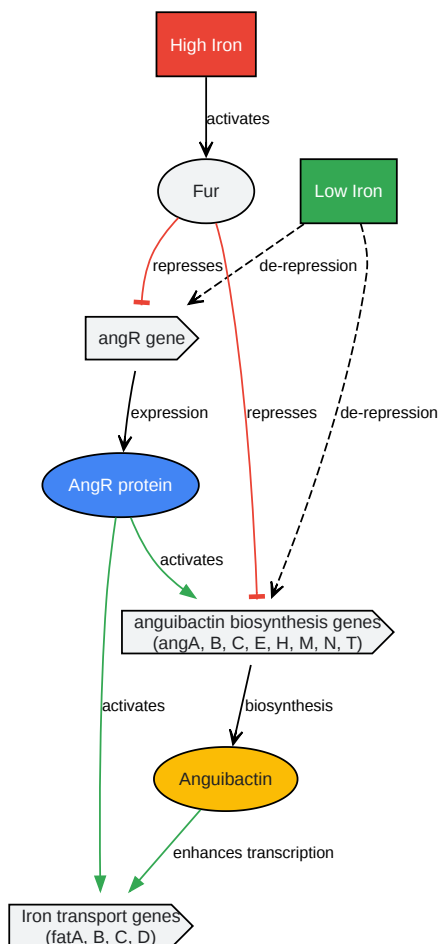 High Iron
activates
Fur
Low Iron
represses
de-repression
angR gene
expression
represses
de-repression
AngR protein
activates
anguibactin biosynthesis genes
(angA, B, C, E, H, M, N, T)
activates
biosynthesis
Anguibactin
enhances transcription
Iron transport genes
(fatA, B, C, D)